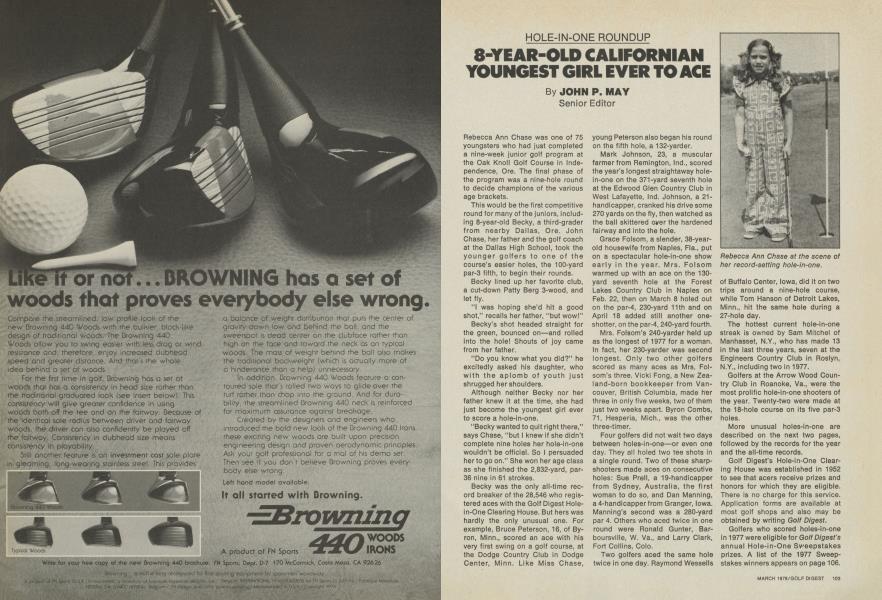 Like it or not...BROWNING has a set of
woods that proves everybody else wrong.
Compare the streamlined, low profile look of the
new Browning 440 Woods with the bulkier, block-like
design of traditional woods. The Browning 440
Woods allow you to swing easier with less drag or wind
resistance and, therefore, enjoy increased clubhead
speed and greater distance. And that's the whole
idea behind a set of woods.
For the first time in golf, Browning has a set of
woods that has a consistency in head size rather than
the traditional graduated look (see insert below). This
consistency will give greater confidence in using
woods both off the tee and on the fairway. Because of
the identical size ratios between driver and fairway
woods, the driver can also confidently be played off
the fairway. Consistency in clubhead size means
consistency in playability.
Still another feature is an investment cast sole plate
in gleaming, long-wearing stainless steel. This provides
a balance of weight distribution that puts the center of
gravity down low and behind the ball, and the
sweetspot is dead center on the clubface rather than
high on the face and toward the neck as on typical
woods. The mass of weight behind the ball also makes
the traditional backweight (which is actually more of
a hinderance than a help) unnecessary.
In addition, Browning 440 Woods feature a con-
toured sole that's rolled two ways to glide over the
turf rather than chop into the ground. And for dura-
bility, the streamlined Browning 440 neck is reinforced
for maximum assurance against breakage.
Created by the designers and engineers who
introduced the clubface look of the Browning 440 Irons,
these exciting new woods are built upon precision
engineering design and proven aerodynamic principles.
Ask your golf professional for a trial of his demo set.
Then see if you don't believe Browning proves every-
body else wrong.
Left hand model available.
It all started with Browning.
Browning
440 WOODS
IRONS
A product of FN Sports
Browning 440 Woods
Typical Woods
Write for your free copy of the new Browning 440 brochure. FN Sports, Dept. D-7 170 McCormick, Costa Mesa, CA 92626
HOLE-IN-ONE ROUNDUP
8-YEAR-OLD CALIFORNIAN
YOUNGEST GIRL EVER TO ACE
By JOHN P. MAY
Senior Editor
Rebecca Ann Chase was one of 75
youngsters who had just completed
a nine-week junior golf program at
the Oak Knoll Golf Course in Inde-
pendence, Ore. The final phase of
the program was a nine-hole round
to decide champions of the various
age brackets.
This would be the first competitive
round for many of the juniors, includ-
ing 8-year-old Becky, a third-grader
from nearby Dallas, Ore. John
Chase, her father and the golf coach
at the Dallas High School, took the
younger golfers to one of the
course's easier holes, the 100-yard
par-3 fifth, to begin their rounds.
Becky lined up her favorite club,
a cut-down Patty Berg 3-wood, and
let fly.
"I was hoping she'd hit a good
shot," recalls her father, "but wow!"
Becky's shot headed straight for
the green, bounced on—and rolled
into the hole! Shouts of joy came
from her father.
"Do you know what you did?" he
excitedly asked his daughter, who
with the aplomb of youth just
shrugged her shoulders.
Although neither Becky nor her
father knew it at the time, she had
just become the youngest girl ever
to score a hole-in-one.
"Becky wanted to quit right there,"
says Chase, "but I knew if she didn't
complete nine holes her hole-in-one
wouldn't be official. So I persuaded
her to go on." She won her age class
as she finished the 2,832-yard, par-
36 nine in 61 strokes.
Becky was the only all-time rec-
ord breaker of the 28,546 who regis-
tered aces with the Golf Digest Hole-
in-One Clearing House. But hers was
hardly the only unusual one. For
example, Bruce Peterson, 16, of By-
ron, Minn., scored an ace with his
very first swing on a golf course, at
the Dodge Country Club in Dodge
Center, Minn. Like Miss Chase,
young Peterson also began his round
on the fifth hole, a 132-yarder.
Mark Johnson, 23, a muscular
farmer from Remington, Ind., scored
the year's longest straightaway hole-
in-one on the 371-yard seventh hole
at the Edwood Glen Country Club in
West Lafayette, Ind. Johnson, a 21-
handicapper, cranked his drive some
270 yards on the fly, then watched as
the ball skittered over the hardened
fairway and into the hole.
Grace Folsom, a slender, 38-year-
old housewife from Naples, Fla., put
on a spectacular hole-in-one show
early in the year. Mrs. Folsom
warmed up with an ace on the 130-
yard seventh hole at the Forest
Lakes Country Club in Naples on
Feb. 22, then on March 8 holed out
on the par-4, 230-yard 11th and on
April 18 added still another one-
shotter, on the par-4, 240-yard fourth.
Mrs. Folsom's 240-yarder held up
as the longest of 1977 for a woman.
In fact, her 230-yarder was second
longest. Only two other golfers
scored as many aces as Mrs. Fol-
som's three. Vicki Fong, a New Zea-
land-born bookkeeper from Van-
couver, British Columbia, made her
three in only five weeks, two of them
just two weeks apart. Byron Combs,
71, Hesperia, Mich., was the other
three-timer.
Four golfers did not wait two days
between holes-in-one—or even one
day. They holed two tee shots in
a single round. Two of these sharp-
shooters made aces on consecutive
holes: Sue Prell, a 19-handicapper
from Sydney, Australia, the first
woman to do so, and Dan Manning,
a 4-handicapper from Granger, Iowa.
Manning's second was a 280-yard
par 4. Others who aced twice in one
round were Ronald Gunter, Bar-
boursville, W. Va., and Larry Clark,
Fort Collins, Colo.
Two golfers aced the same hole
twice in one day. Raymond Wessells
Rebecca Ann Chase at the scene of
her record-setting hole-in-one.
of Buffalo Center, Iowa, did it on two
trips around a nine-hole course,
while Tom Hanson of Detroit Lakes,
Minn., hit the same hole during a
27-hole day.
The hottest current hole-in-one
streak is owned by Sam Mitchel of
Manhasset, N.Y., who has made 13
in the last three years, seven at the
Engineers Country Club in Roslyn,
N.Y., including two in 1977.
Golfers at the Arrow Wood Coun-
try Club in Roanoke, Va., were the
most prolific hole-in-one shooters of
the year. Twenty-two were made at
the 18-hole course on its five par-3
holes.
More unusual holes-in-one are
described on the next two pages,
followed by the records for the year
and the all-time records.
Golf Digest's Hole-in-One Clear-
ing House was established in 1952
to see that acers receive prizes and
honors for which they are eligible.
There is no charge for this service.
Application forms are available at
most golf shops and also may be
obtained by writing Golf Digest.
Golfers who scored holes-in-one
in 1977 were eligible for Golf Digest's
annual Hole-in-One Sweepstakes
prizes. A list of the 1977 Sweep-
stakes winners appears on page 106.
MARCH 1978/GOLF DIGEST 103